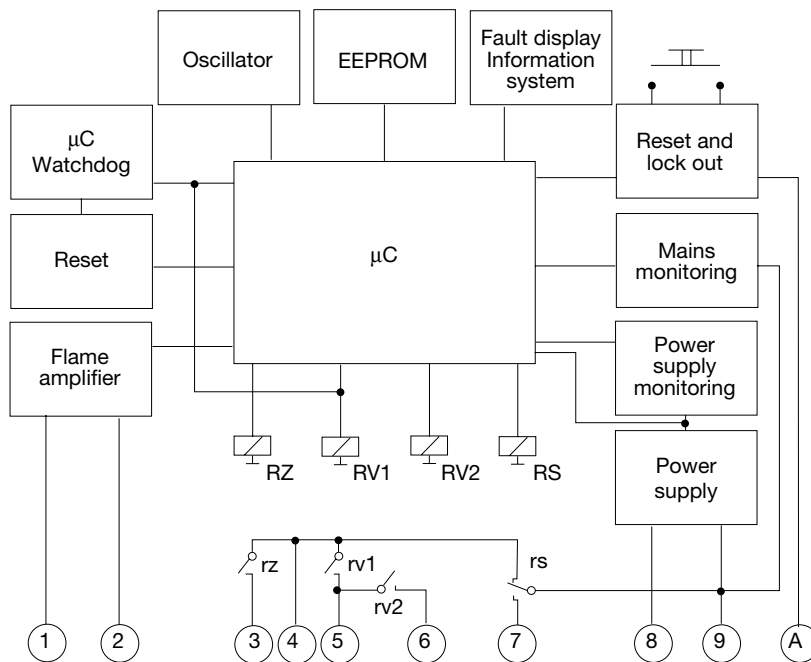 Oscillator
EEPROM
Fault display
Information
system
μC
Watchdog
Reset and
lock out
Reset
μC
Mains
monitoring
Flame
amplifier
Power
supply
monitoring
RZ
RV1
RV2
RS
Power
supply
rz
rv1
rv2
rs
1
2
3
4
5
6
7
8
9
A